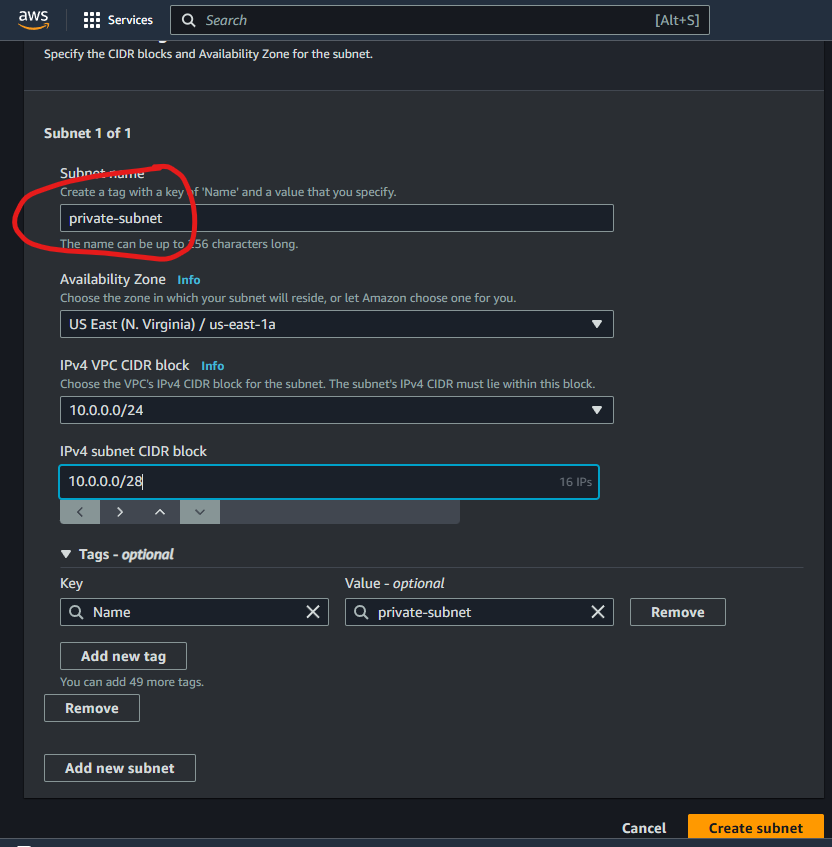 aws
Services
Search
[Alt+S]
Specify the CIDR blocks and Availability Zone for the subnet.
Subnet 1 of 1
Subnet name
Create a tag with a key of 'Name' and a value that you specify.
private-subnet
The name can be up to 256 characters long.
Availability Zone Info
Choose the zone in which your subnet will reside, or let Amazon choose one for you.
US East (N. Virginia) / us-east-1a
IPv4 VPC CIDR block Info
Choose the VPC's IPv4 CIDR block for the subnet. The subnet's IPv4 CIDR must lie within this block.
10.0.0.0/24
IPv4 subnet CIDR block
10.0.0.0/28 16 IPs
Tags - optional
Key Value - optional
Name private-subnet Remove
Add new tag
You can add 49 more tags.
Remove
Add new subnet
Cancel Create subnet